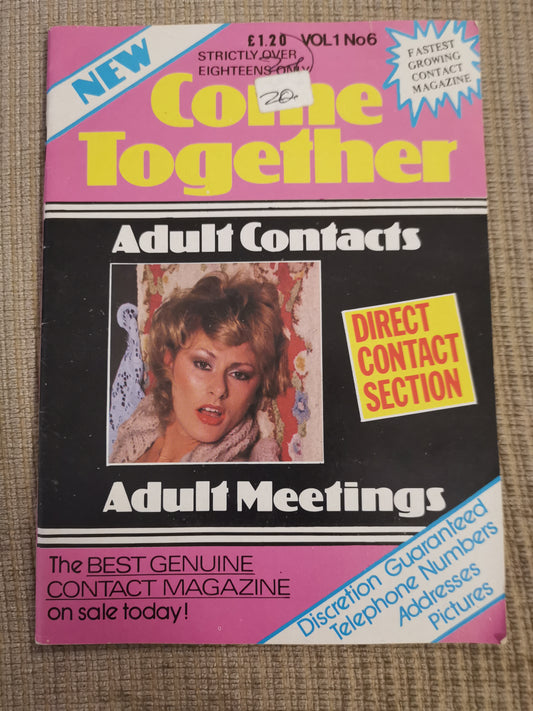 NEW
£1.20 VOL1 No6
STRICTLY OVER
EIGHTEENS ONLY
20.
FASTEST
GROWING
CONTACT
MAGAZINE
Come
Together
Adult Contacts
DIRECT
CONTACT
SECTION
Adult Meetings
The BEST GENUINE
CONTACT MAGAZINE
on sale today!
Discretion Guaranteed
Telephone Numbers
Addresses
Pictures